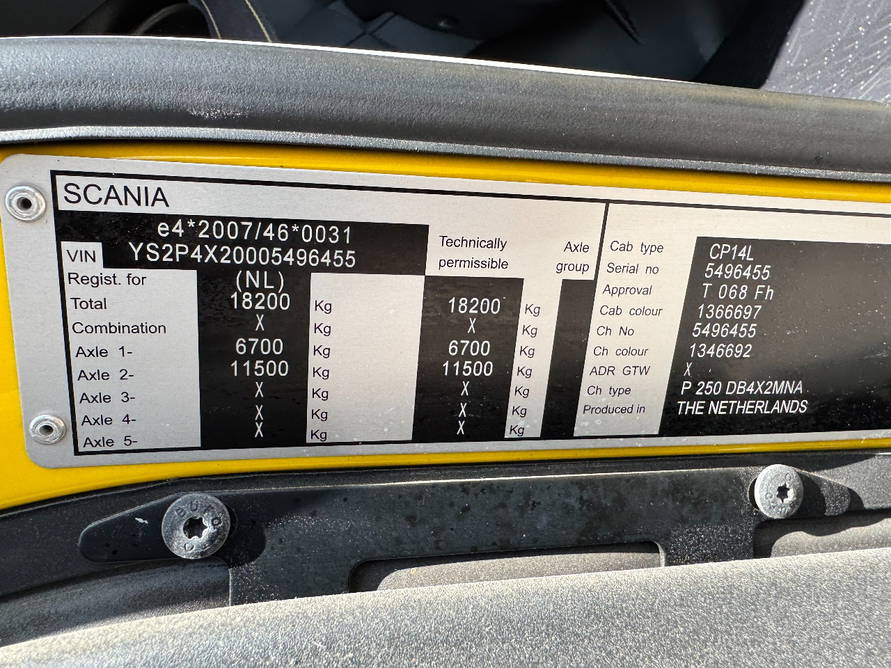 SCANIA
e4*2007/46*0031
VIN YS2P4X20005496455
Technically permissible Axle group
Regist. for (NL)
Total 18200 Kg 18200 Kg
Combination X Kg X Kg
Axle 1- 6700 Kg 6700 Kg
Axle 2- 11500 Kg 11500 Kg
Axle 3- X Kg X Kg
Axle 4- X Kg X Kg
Axle 5- X Kg X Kg
Cab type CP14L
Serial no 5496455
Approval T 068 Fh
Cab colour 1366697
Ch No 5496455
Ch colour 1346692
ADR GTW X
Ch type P 250 DB4X2MNA
Produced in THE NETHERLANDS